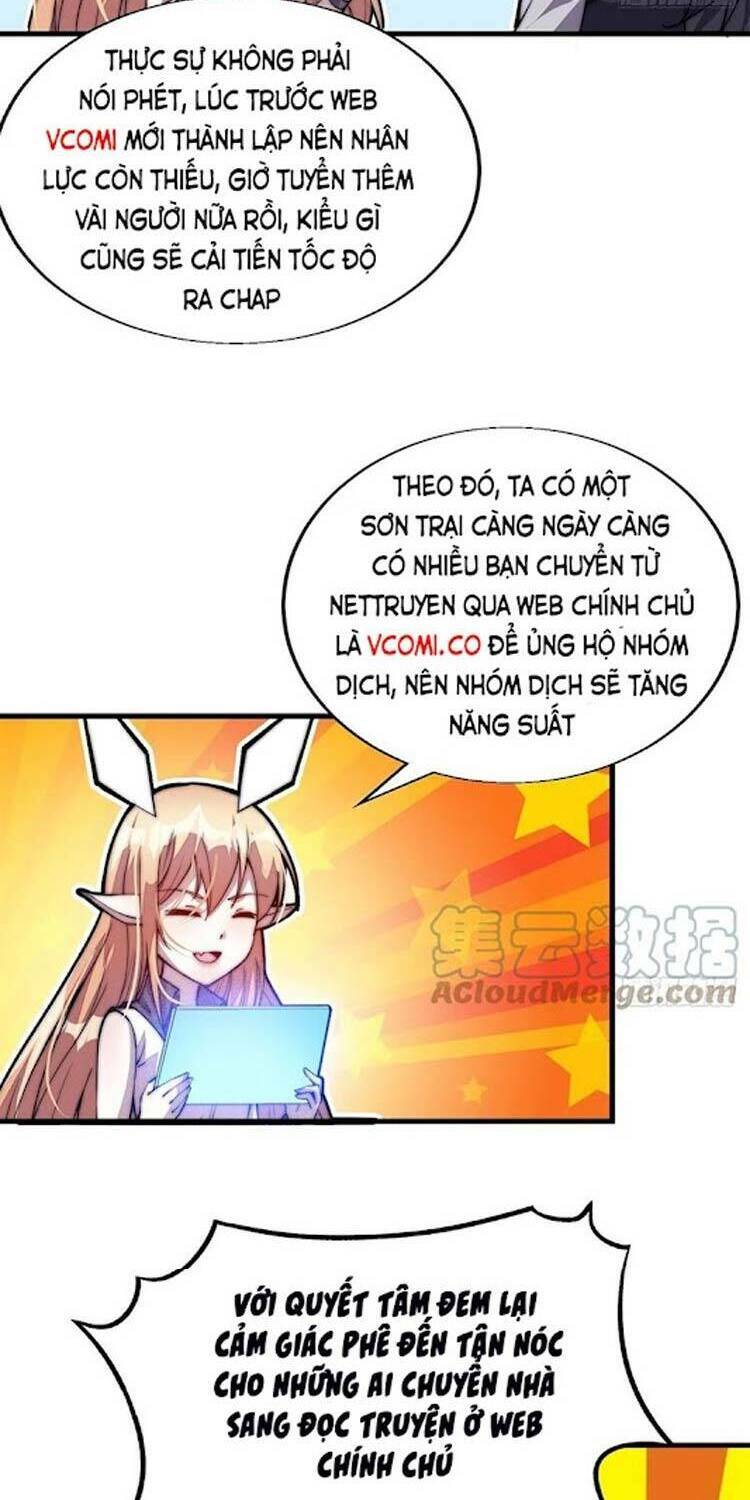 THỰC SỰ KHÔNG PHẢI
NÓI PHÉT, LÚC TRƯỚC WEB
VCOMI MỚI THÀNH LẬP NÊN NHÂN
LỰC CÒN THIẾU, GIỜ TUYỂN THÊM
VÀI NGƯỜI NỮA RỒI, KIỂU GÌ
CŨNG SẼ CẢI TIẾN TỐC ĐỘ
RA CHAP
THEO ĐÓ, TA CÓ MỘT
SƠN TRẠI CÀNG NGÀY CÀNG
CÓ NHIỀU BẠN CHUYỂN TỪ
NETTRUYEN QUA WEB CHÍNH CHỦ
LÀ VCOMI.CO ĐỂ ỦNG HỘ NHÓM
DỊCH, NÊN NHÓM DỊCH SẼ TĂNG
NĂNG SUẤT
集云数据
ACloudMerge.com
VỚI QUYẾT TÂM ĐEM LẠI
CẢM GIÁC PHÊ ĐẾN TẬN NÓC
CHO NHỮNG AI CHUYỂN NHÀ
SANG ĐỌC TRUYỆN Ở WEB
CHÍNH CHỦ